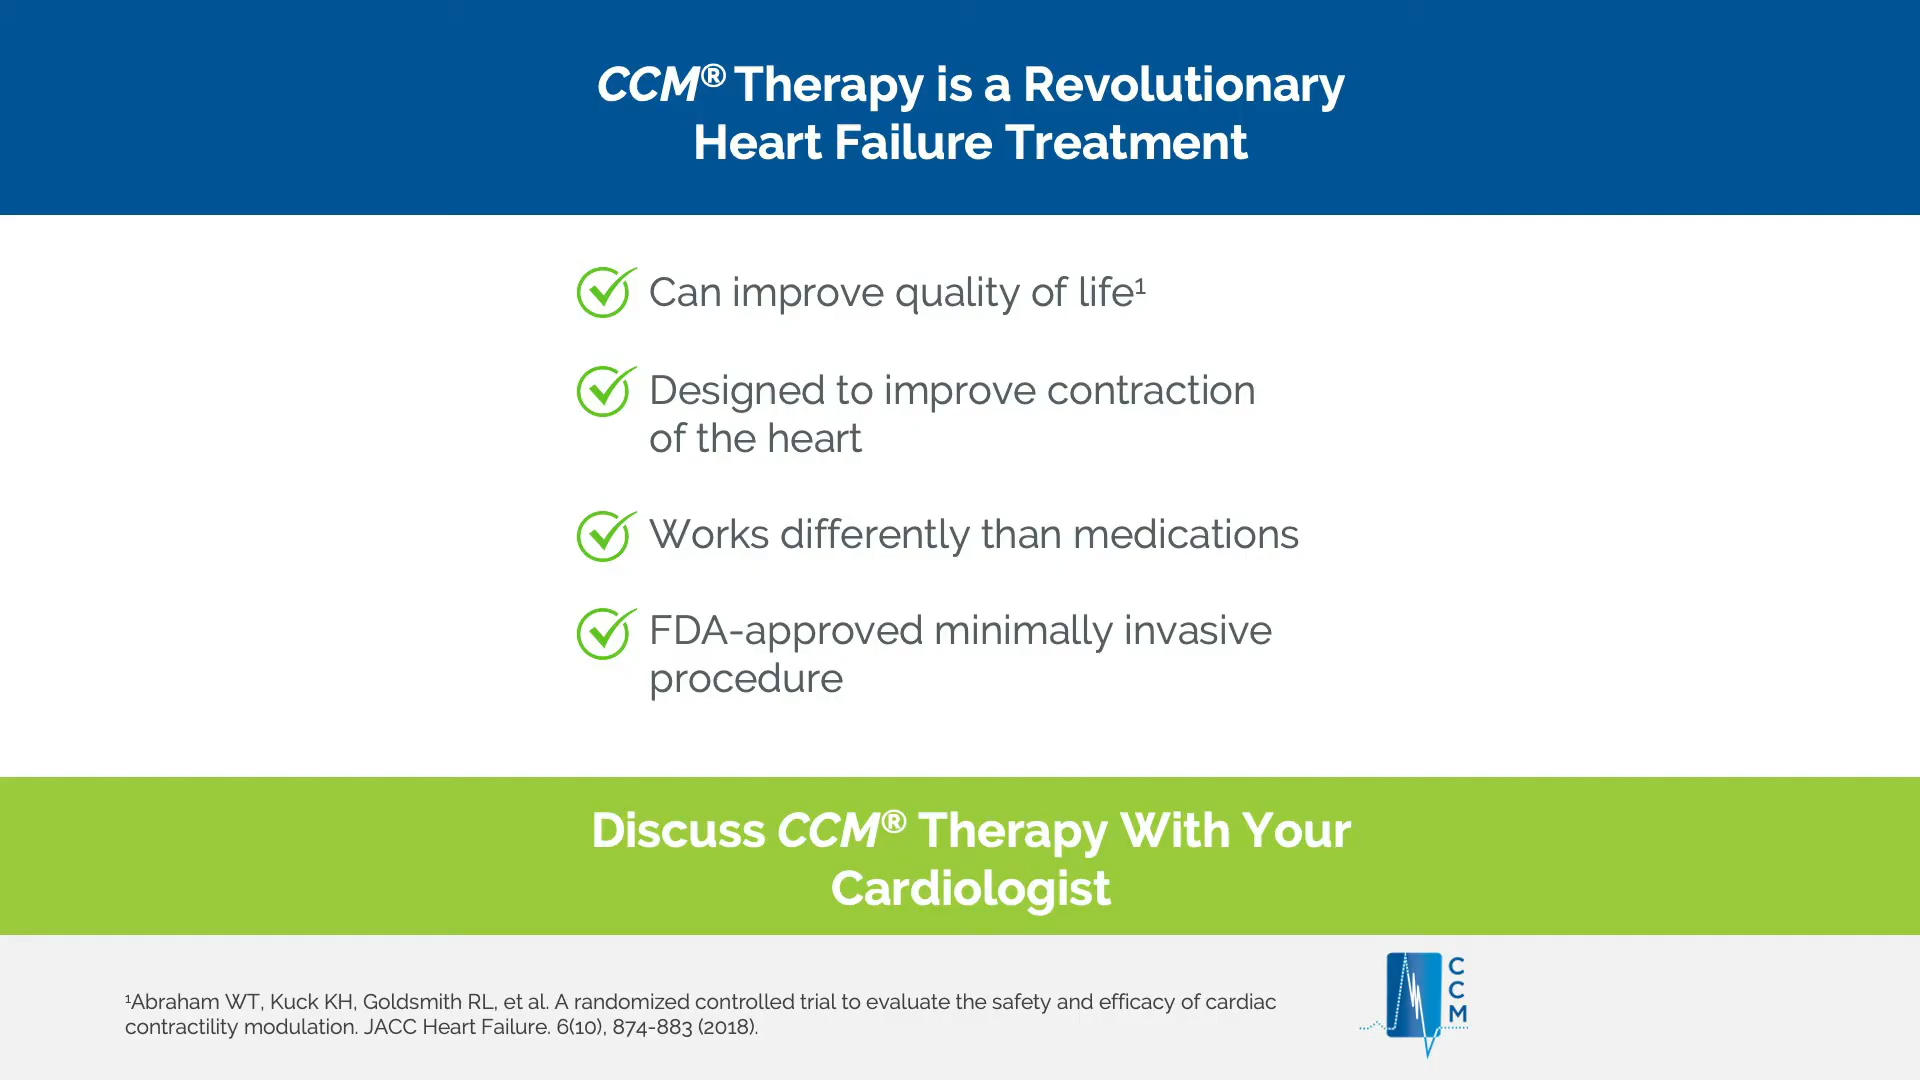 CCM® Therapy is a Revolutionary
Heart Failure Treatment
Can improve quality of life¹
Designed to improve contraction
of the heart
Works differently than medications
FDA-approved minimally invasive
procedure
Discuss CCM® Therapy With Your
Cardiologist
¹Abraham WT, Kuck KH, Goldsmith RL, et al. A randomized controlled trial to evaluate the safety and efficacy of cardiac
contractility modulation. JACC Heart Failure. 6(10), 874-883 (2018).
C
C
M